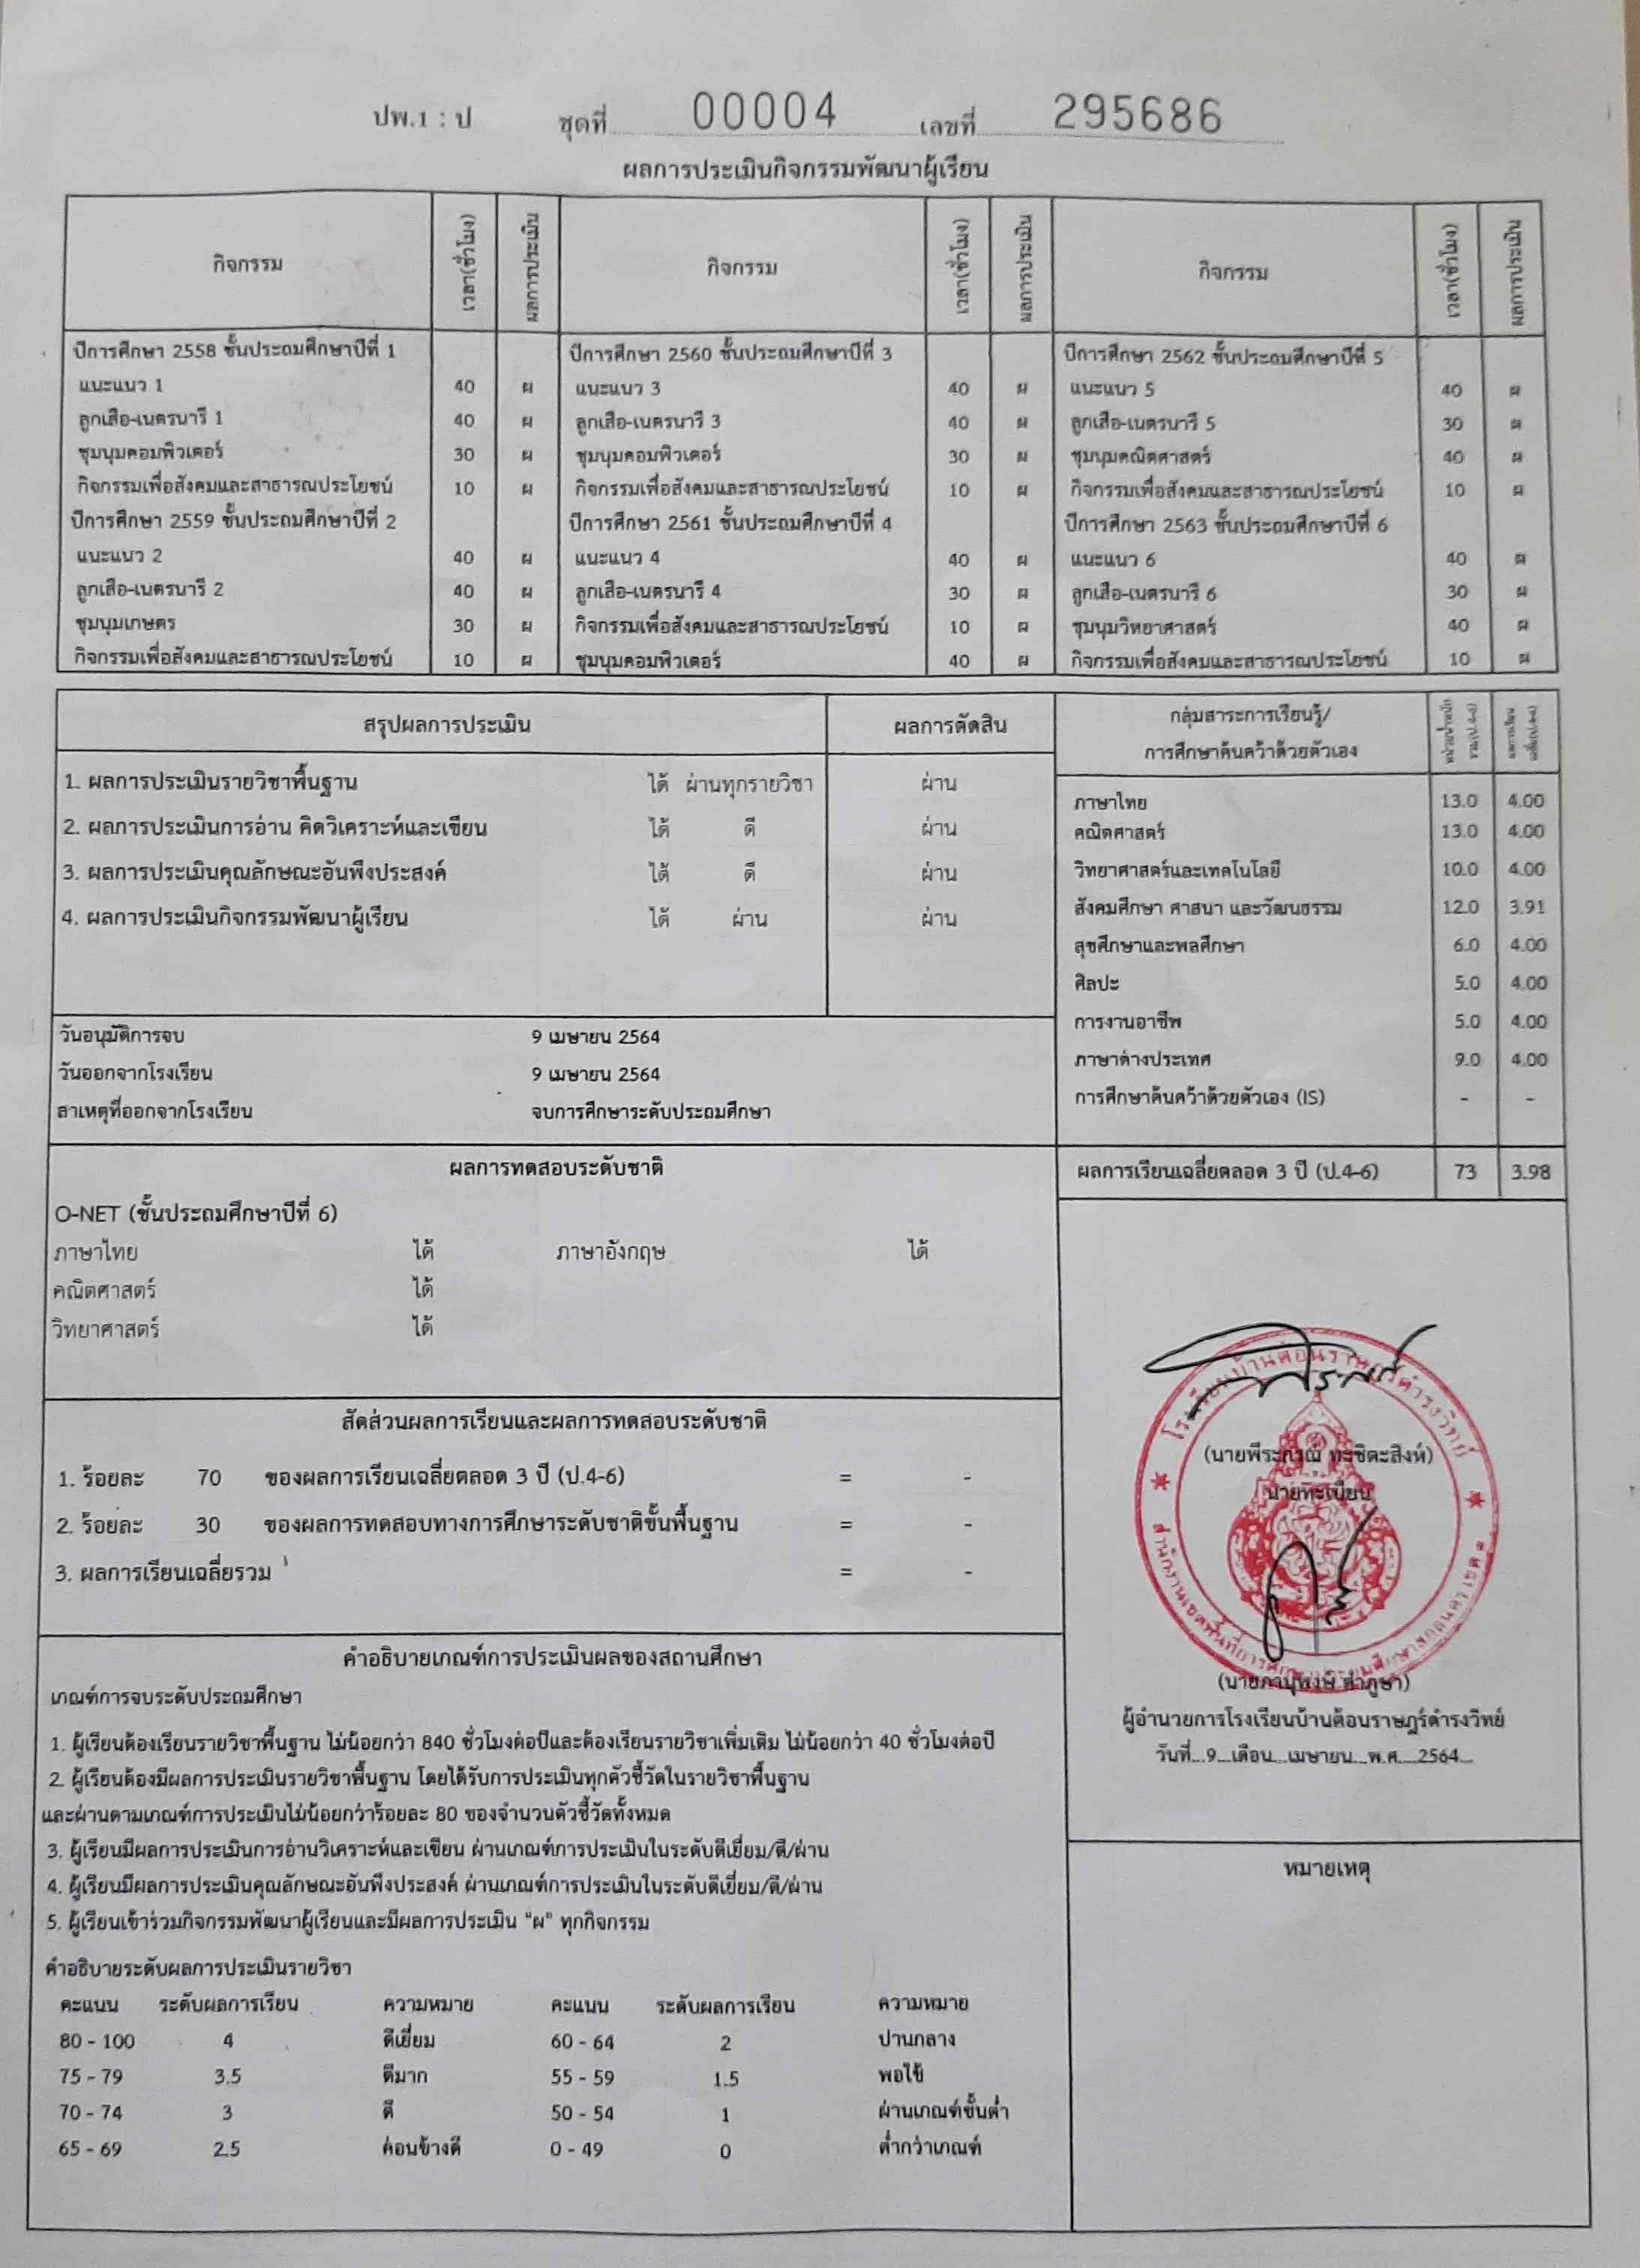 ปพ.1 : ป ชุดที่ 00004 เลขที่ 295686
ผลการประเมินกิจกรรมพัฒนาผู้เรียน
กิจกรรม เวลา(ชั่วโมง) ผลการประเมิน กิจกรรม เวลา(ชั่วโมง) ผลการประเมิน กิจกรรม เวลา(ชั่วโมง) ผลการประเมิน
ปีการศึกษา 2558 ชั้นประถมศึกษาปีที่ 1 ปีการศึกษา 2560 ชั้นประถมศึกษาปีที่ 3 ปีการศึกษา 2562 ชั้นประถมศึกษาปีที่ 5
แนะแนว 1 40 ผ แนะแนว 3 40 ผ แนะแนว 5 40 ผ
ลูกเสือ-เนตรนารี 1 40 ผ ลูกเสือ-เนตรนารี 3 40 ผ ลูกเสือ-เนตรนารี 5 30 ผ
ชุมนุมคอมพิวเตอร์ 30 ผ ชุมนุมคอมพิวเตอร์ 30 ผ ชุมนุมคณิตศาสตร์ 40 ผ
กิจกรรมเพื่อสังคมและสาธารณประโยชน์ 10 ผ กิจกรรมเพื่อสังคมและสาธารณประโยชน์ 10 ผ กิจกรรมเพื่อสังคมและสาธารณประโยชน์ 10 ผ
ปีการศึกษา 2559 ชั้นประถมศึกษาปีที่ 2 ปีการศึกษา 2561 ชั้นประถมศึกษาปีที่ 4 ปีการศึกษา 2563 ชั้นประถมศึกษาปีที่ 6
แนะแนว 2 40 ผ แนะแนว 4 40 ผ แนะแนว 6 40 ผ
ลูกเสือ-เนตรนารี 2 40 ผ ลูกเสือ-เนตรนารี 4 30 ผ ลูกเสือ-เนตรนารี 6 30 ผ
ชุมนุมเกษตร 30 ผ กิจกรรมเพื่อสังคมและสาธารณประโยชน์ 10 ผ ชุมนุมวิทยาศาสตร์ 40 ผ
กิจกรรมเพื่อสังคมและสาธารณประโยชน์ 10 ผ ชุมนุมคอมพิวเตอร์ 40 ผ กิจกรรมเพื่อสังคมและสาธารณประโยชน์ 10 ผ
สรุปผลการประเมิน ผลการตัดสิน
1. ผลการประเมินรายวิชาพื้นฐาน ได้ ผ่านทุกรายวิชา ผ่าน
2. ผลการประเมินการอ่าน คิดวิเคราะห์และเขียน ได้ ดี ผ่าน
3. ผลการประเมินคุณลักษณะอันพึงประสงค์ ได้ ดี ผ่าน
4. ผลการประเมินกิจกรรมพัฒนาผู้เรียน ได้ ผ่าน ผ่าน
วันอนุมัติการจบ 9 เมษายน 2564
วันออกจากโรงเรียน 9 เมษายน 2564
สาเหตุที่ออกจากโรงเรียน จบการศึกษาระดับประถมศึกษา
กลุ่มสาระการเรียนรู้/
การศึกษาค้นคว้าด้วยตัวเอง
ภาษาไทย 13.0 4.00
คณิตศาสตร์ 13.0 4.00
วิทยาศาสตร์และเทคโนโลยี 10.0 4.00
สังคมศึกษา ศาสนา และวัฒนธรรม 12.0 3.91
สุขศึกษาและพลศึกษา 6.0 4.00
ศิลปะ 5.0 4.00
การงานอาชีพ 5.0 4.00
ภาษาต่างประเทศ 9.0 4.00
การศึกษาค้นคว้าด้วยตัวเอง (IS) - -
ผลการเรียนเฉลี่ยตลอด 3 ปี (ป.4-6) 73 3.98
ผลการทดสอบระดับชาติ
O-NET (ชั้นประถมศึกษาปีที่ 6)
ภาษาไทย ได้ ภาษาอังกฤษ ได้
คณิตศาสตร์ ได้
วิทยาศาสตร์ ได้
สัดส่วนผลการเรียนและผลการทดสอบระดับชาติ
1. ร้อยละ 70 ของผลการเรียนเฉลี่ยตลอด 3 ปี (ป.4-6) = -
2. ร้อยละ 30 ของผลการทดสอบทางการศึกษาระดับชาติขั้นพื้นฐาน = -
3. ผลการเรียนเฉลี่ยรวม = -
โรงเรียนบ้านต้อนราษฎร์ดำรงวิทย์
สำนักงานเขตพื้นที่การศึกษาประถมศึกษาสกลนคร เขต ๑
นายทะเบียน
ผู้อำนวยการโรงเรียนบ้านต้อนราษฎร์ดำรงวิทย์
วันที่...9....เดือน....เมษายน....พ.ศ.....2564....
หมายเหตุ
คำอธิบายเกณฑ์การประเมินผลของสถานศึกษา
เกณฑ์การจบระดับประถมศึกษา
1. ผู้เรียนต้องเรียนรายวิชาพื้นฐาน ไม่น้อยกว่า 840 ชั่วโมงต่อปีและต้องเรียนรายวิชาเพิ่มเติม ไม่น้อยกว่า 40 ชั่วโมงต่อปี
2. ผู้เรียนต้องมีผลการประเมินรายวิชาพื้นฐาน โดยได้รับการประเมินทุกตัวชี้วัดในรายวิชาพื้นฐาน
และผ่านตามเกณฑ์การประเมินไม่น้อยกว่าร้อยละ 80 ของจำนวนตัวชี้วัดทั้งหมด
3. ผู้เรียนมีผลการประเมินการอ่านวิเคราะห์และเขียน ผ่านเกณฑ์การประเมินในระดับดีเยี่ยม/ดี/ผ่าน
4. ผู้เรียนมีผลการประเมินคุณลักษณะอันพึงประสงค์ ผ่านเกณฑ์การประเมินในระดับดีเยี่ยม/ดี/ผ่าน
5. ผู้เรียนเข้าร่วมกิจกรรมพัฒนาผู้เรียนและมีผลการประเมิน "ผ" ทุกกิจกรรม
คำอธิบายระดับผลการประเมินรายวิชา
คะแนน ระดับผลการเรียน ความหมาย คะแนน ระดับผลการเรียน ความหมาย
80 - 100 4 ดีเยี่ยม 60 - 64 2 ปานกลาง
75 - 79 3.5 ดีมาก 55 - 59 1.5 พอใช้
70 - 74 3 ดี 50 - 54 1 ผ่านเกณฑ์ขั้นต่ำ
65 - 69 2.5 ค่อนข้างดี 0 - 49 0 ต่ำกว่าเกณฑ์